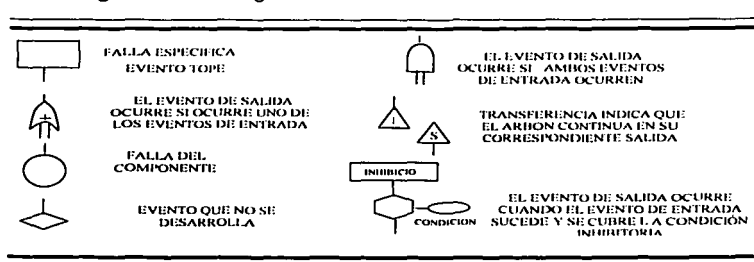 FALLA ESPECIFICA
EVENTO TOPE
EL EVENTO DE SALIDA
OCURRE SI OCURRE UNO DE
LOS EVENTOS DE ENTRADA
+
FALLA DEL
COMPONENTE
EVENTO QUE NO SE
DESARROLLA
EL EVENTO DE SALIDA
OCURRE SI AMBOS EVENTOS
DE ENTRADA OCURREN
TRANSFERENCIA INDICA QUE
EL ARBON CONTINUA EN SU
CORRESPONDIENTE SALIDA
S
INHIBICIO
CONDICION
EL EVENTO DE SALIDA OCURRE
CUANDO EL EVENTO DE ENTRADA
SUCEDE Y SE CUBRE LA CONDICIÓN
INHIBITORIA